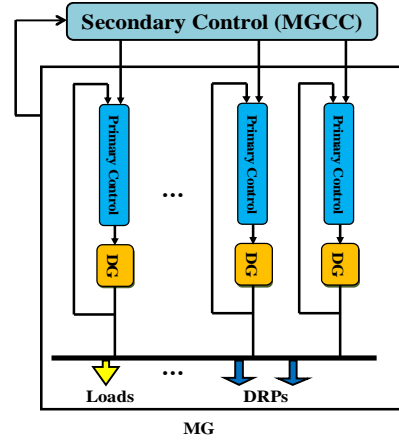 Secondary Control (MGCC)
Primary Control
Primary Control
Primary Control
...
DG
DG
DG
...
Loads
DRPs
MG